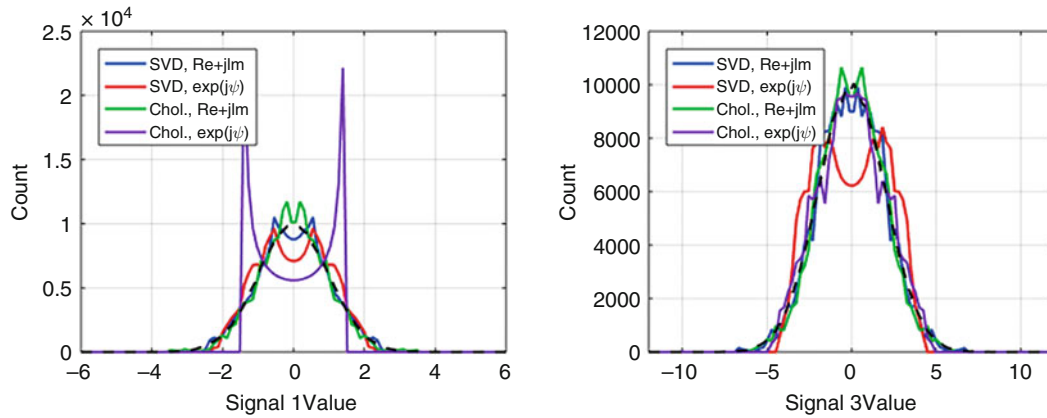 × 10⁴
2.5
2
1.5
1
0.5
0
Count
SVD, Re+jIm
SVD, exp(jψ)
Chol., Re+jIm
Chol., exp(jψ)
−6 −4 −2 0 2 4 6
Signal 1Value
12000
10000
8000
6000
4000
2000
0
Count
SVD, Re+jIm
SVD, exp(jψ)
Chol., Re+jIm
Chol., exp(jψ)
−10 −5 0 5 10
Signal 3Value